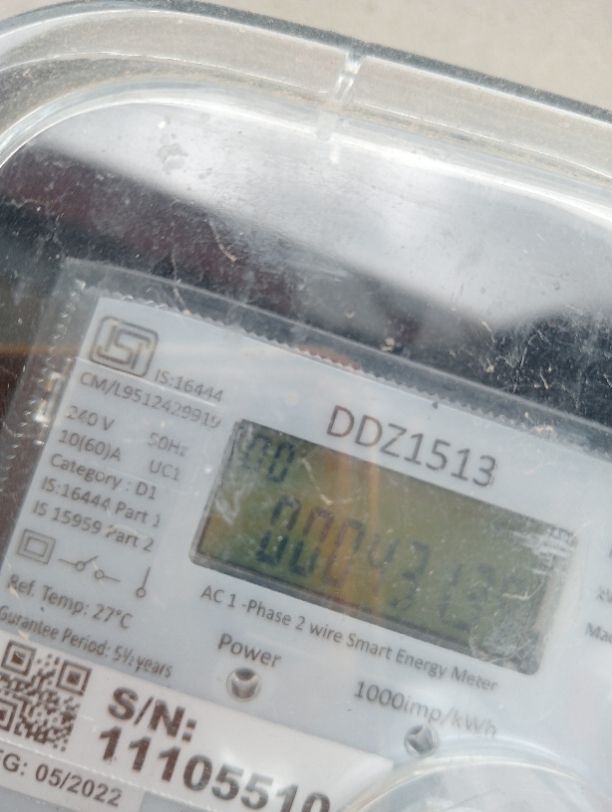 IS:16444
CM/L9512429919
DDZ1513
240 V 50Hz
10(60)A UC1
Category : D1
IS:16444 Part 1
IS 15959 Part 2
Ref. Temp: 27°C
Gurantee Period: 5½ years
AC 1 -Phase 2 wire Smart Energy Meter
Power
1000imp/kWh
S/N:
11105510
G: 05/2022